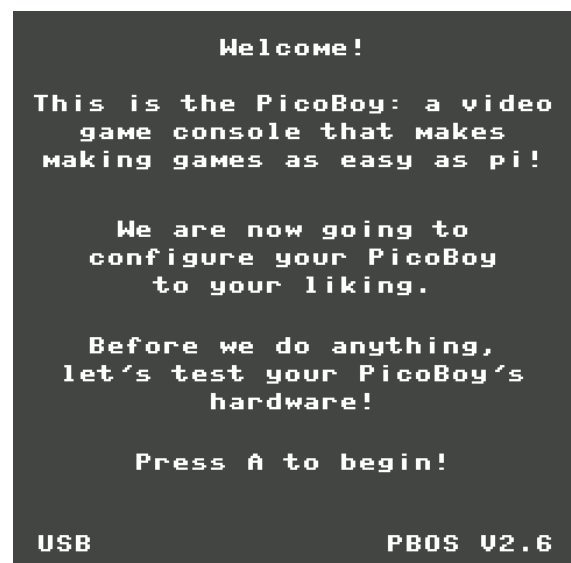 Welcome!
This is the PicoBoy: a video
game console that makes
making games as easy as pi!
We are now going to
configure your PicoBoy
to your liking.
Before we do anything,
let's test your PicoBoy's
hardware!
Press A to begin!
USB PBOS V2.6